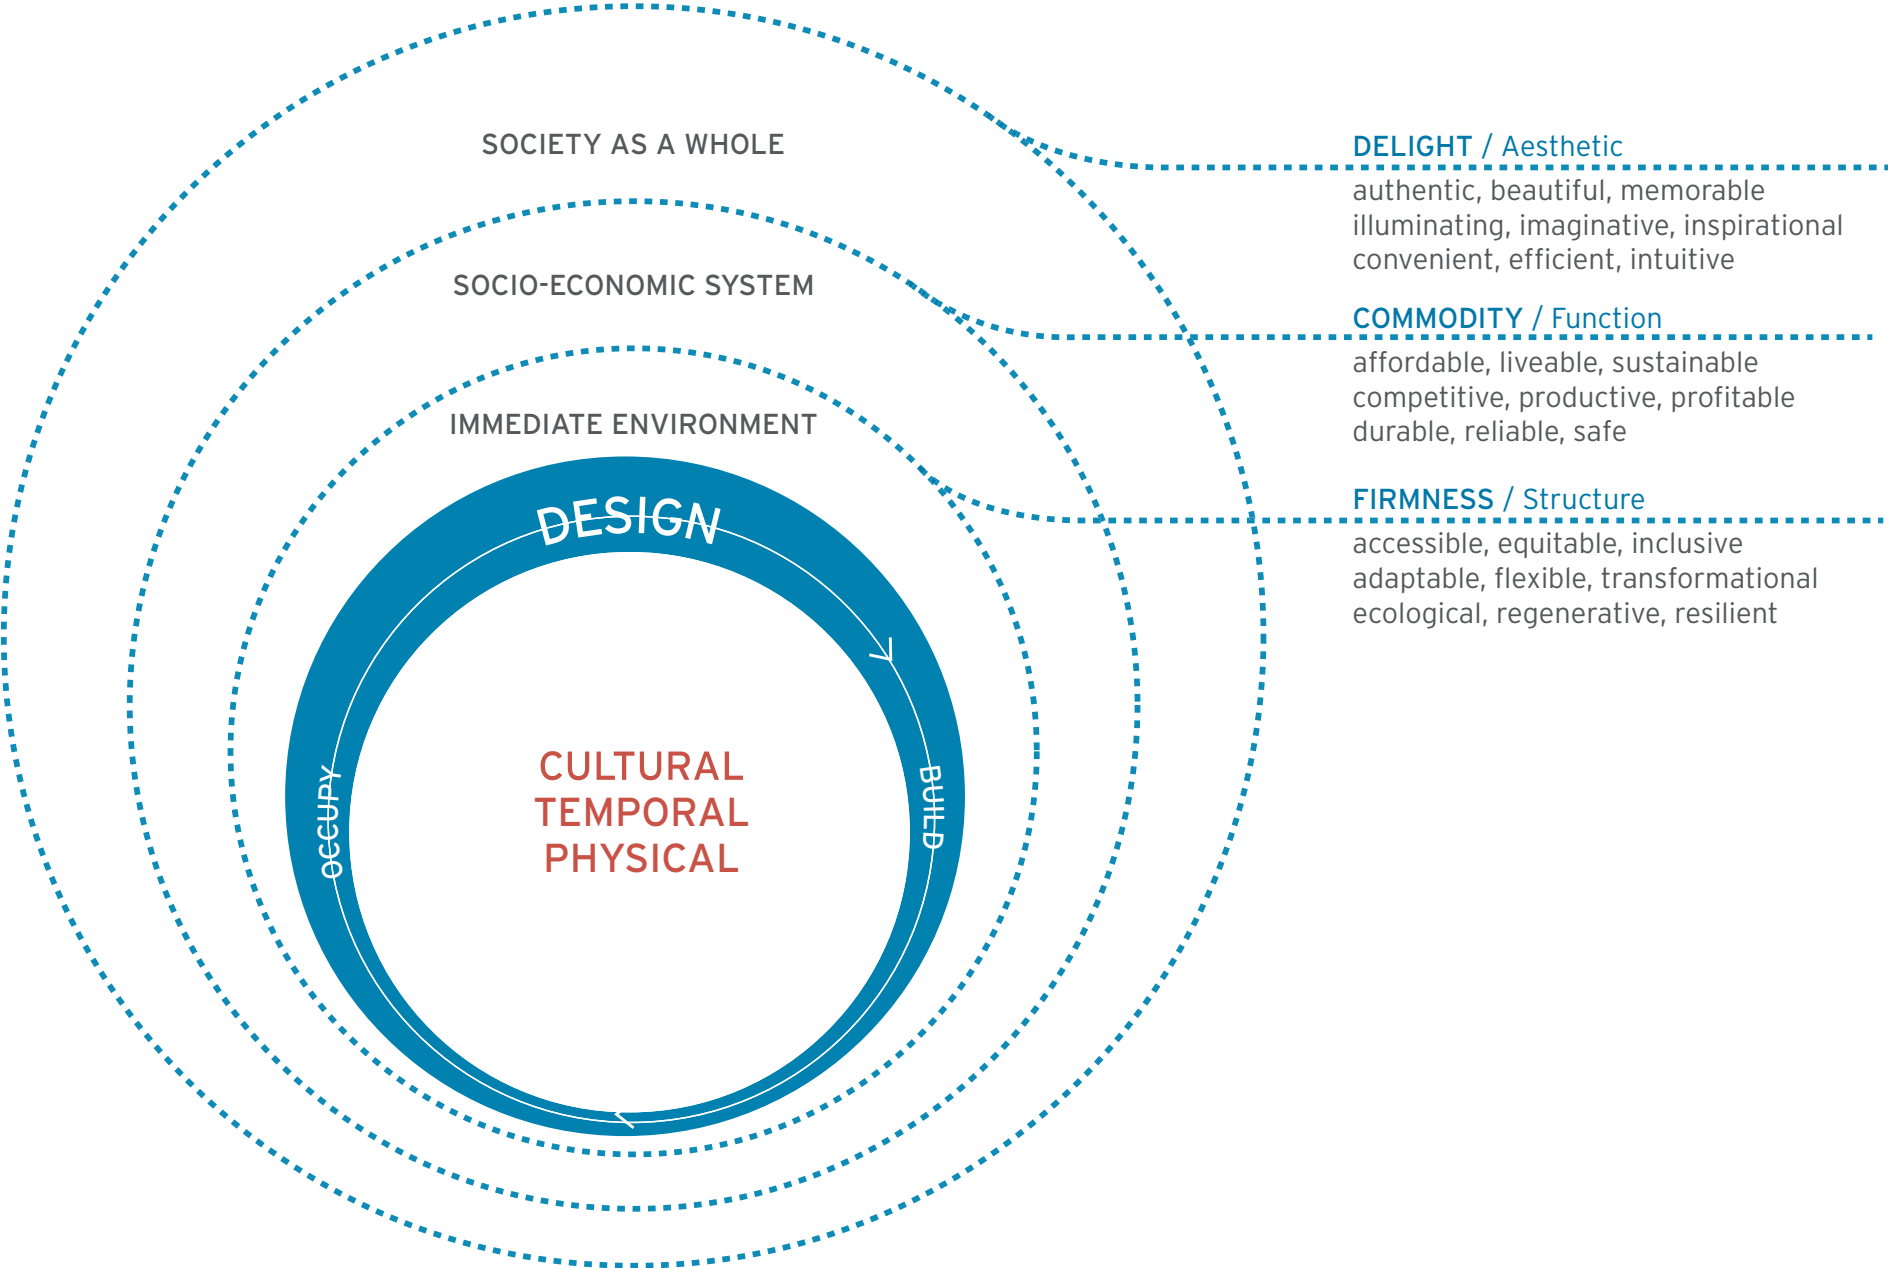 SOCIETY AS A WHOLE
SOCIO-ECONOMIC SYSTEM
IMMEDIATE ENVIRONMENT
DESIGN
BUILD
OCCUPY
CULTURAL
TEMPORAL
PHYSICAL
DELIGHT / Aesthetic
authentic, beautiful, memorable
illuminating, imaginative, inspirational
convenient, efficient, intuitive
COMMODITY / Function
affordable, liveable, sustainable
competitive, productive, profitable
durable, reliable, safe
FIRMNESS / Structure
accessible, equitable, inclusive
adaptable, flexible, transformational
ecological, regenerative, resilient